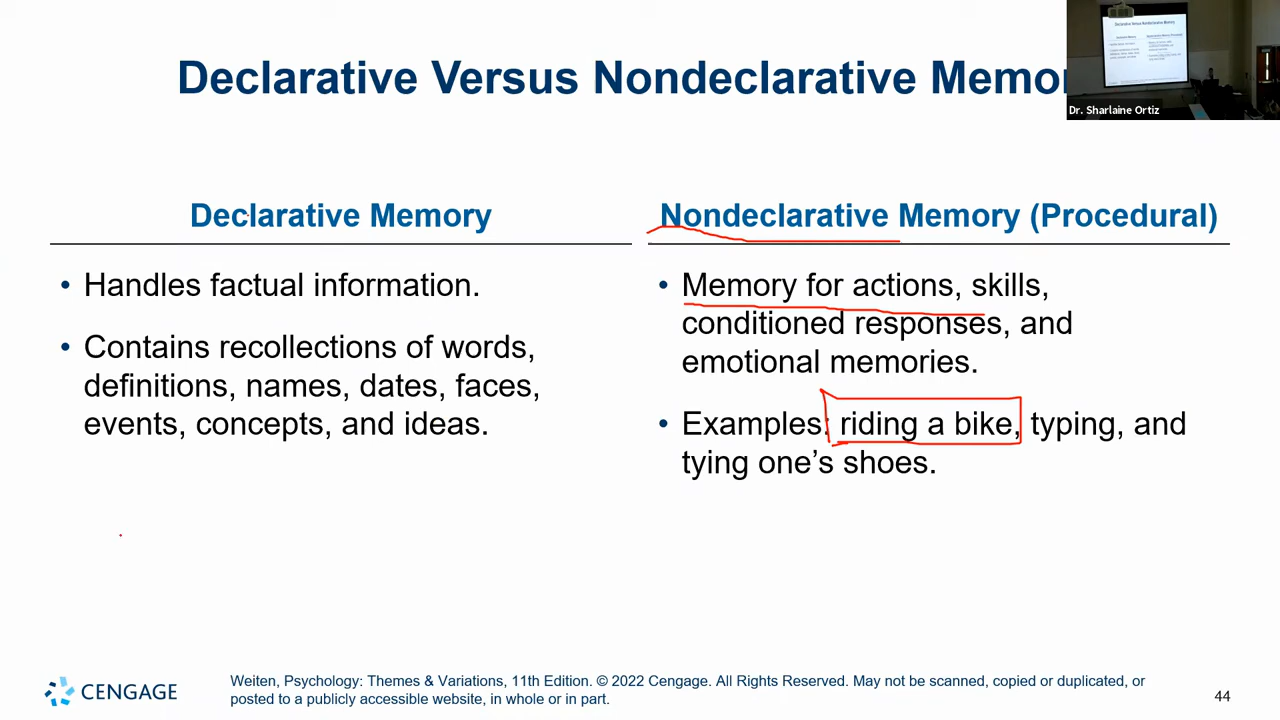 Declarative Versus Nondeclarative Memo
Dr. Sharlaine Ortiz
Declarative Memory
• Handles factual information.
• Contains recollections of words,
definitions, names, dates, faces,
events, concepts, and ideas.
Nondeclarative Memory (Procedural)
• Memory for actions, skills,
conditioned responses, and
emotional memories.
• Examples: riding a bike, typing, and
tying one’s shoes.
CENGAGE
Weiten, Psychology: Themes & Variations, 11th Edition. © 2022 Cengage. All Rights Reserved. May not be scanned, copied or duplicated, or
posted to a publicly accessible website, in whole or in part.
44